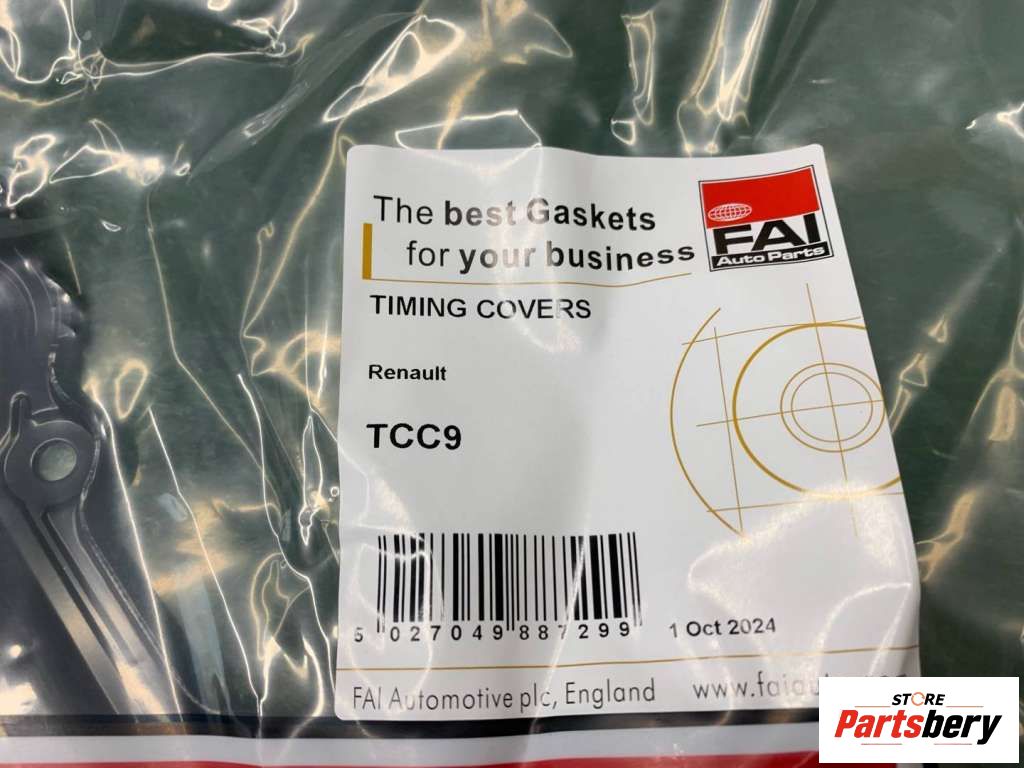 The best Gaskets
for your business
FAI
Auto Parts
TIMING COVERS
Renault
TCC9
5 027049 887299
1 Oct 2024
FAI Automotive plc, England
STORE
Partsbery